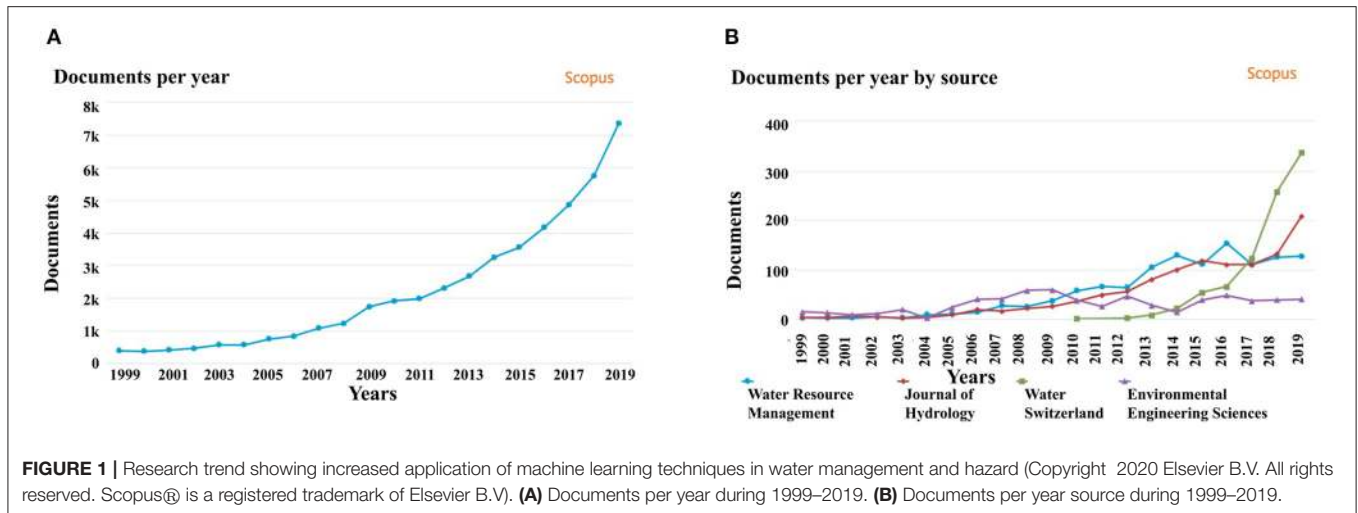 A
Documents per year
Scopus
8k
7k
6k
5k
4k
3k
2k
1k
0
Documents
1999 2001 2003 2005 2007 2009 2011 2013 2015 2017 2019
Years
B
Documents per year by source
Scopus
400
300
200
100
0
Documents
1999 2000 2001 2002 2003 2004 2005 2006 2007 2008 2009 2010 2011 2012 2013 2014 2015 2016 2017 2018 2019
Years
Water Resource
Management
Journal of
Hydrology
Water
Switzerland
Environmental
Engineering Sciences
FIGURE 1 | Research trend showing increased application of machine learning techniques in water management and hazard (Copyright 2020 Elsevier B.V. All rights
reserved. Scopus® is a registered trademark of Elsevier B.V). (A) Documents per year during 1999–2019. (B) Documents per year source during 1999–2019.